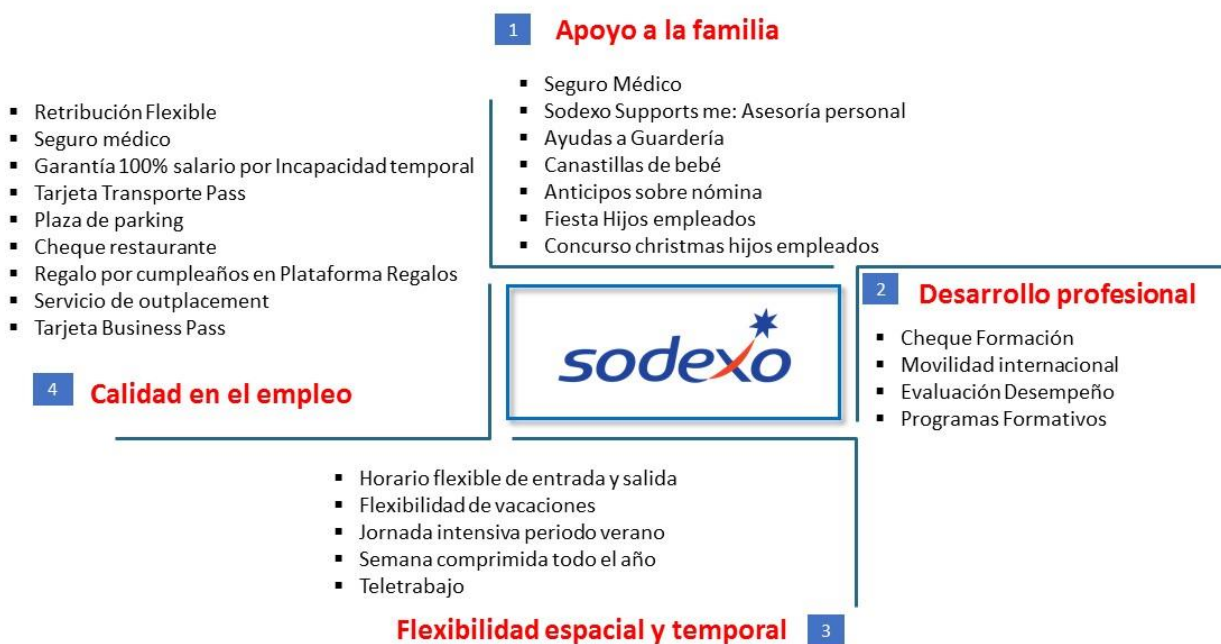 1 Apoyo a la familia
▪ Seguro Médico
▪ Sodexo Supports me: Asesoría personal
▪ Ayudas a Guardería
▪ Canastillas de bebé
▪ Anticipos sobre nómina
▪ Fiesta Hijos empleados
▪ Concurso christmas hijos empleados
2 Desarrollo profesional
▪ Cheque Formación
▪ Movilidad internacional
▪ Evaluación Desempeño
▪ Programas Formativos
sodexo
▪ Horario flexible de entrada y salida
▪ Flexibilidad de vacaciones
▪ Jornada intensiva periodo verano
▪ Semana comprimida todo el año
▪ Teletrabajo
Flexibilidad espacial y temporal 3
▪ Retribución Flexible
▪ Seguro médico
▪ Garantía 100% salario por Incapacidad temporal
▪ Tarjeta Transporte Pass
▪ Plaza de parking
▪ Cheque restaurante
▪ Regalo por cumpleaños en Plataforma Regalos
▪ Servicio de outplacement
▪ Tarjeta Business Pass
4 Calidad en el empleo